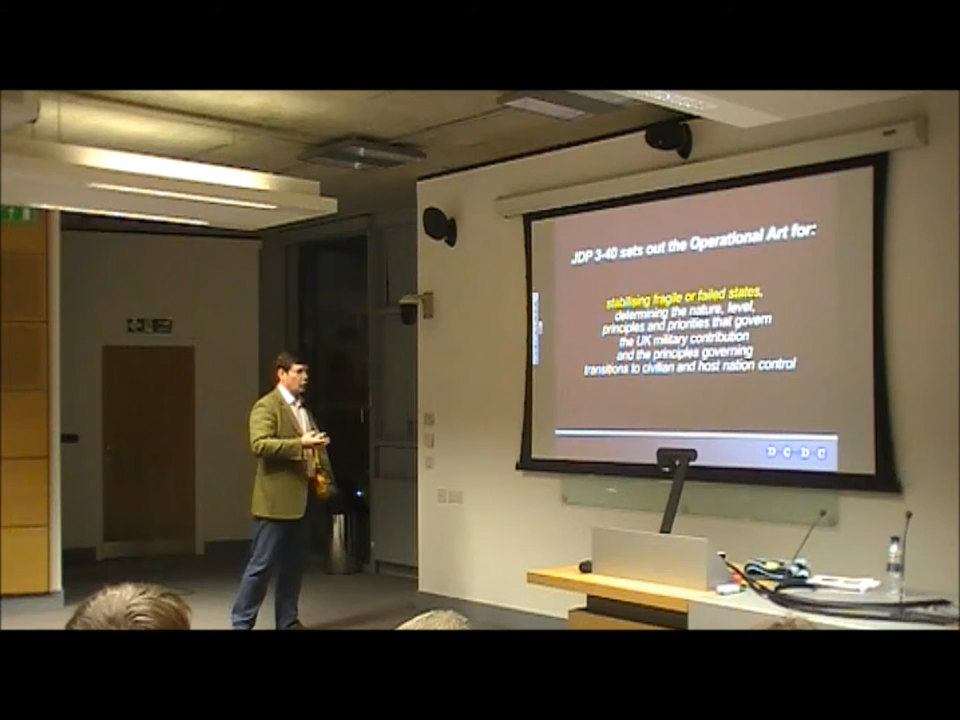 JDP 3-40 sets out the Operational Art for:
stabilising fragile or failed states,
determining the nature, level,
principles and priorities that govern
the UK military contribution
and the principles governing
transitions to civilian and host nation control
D C D C